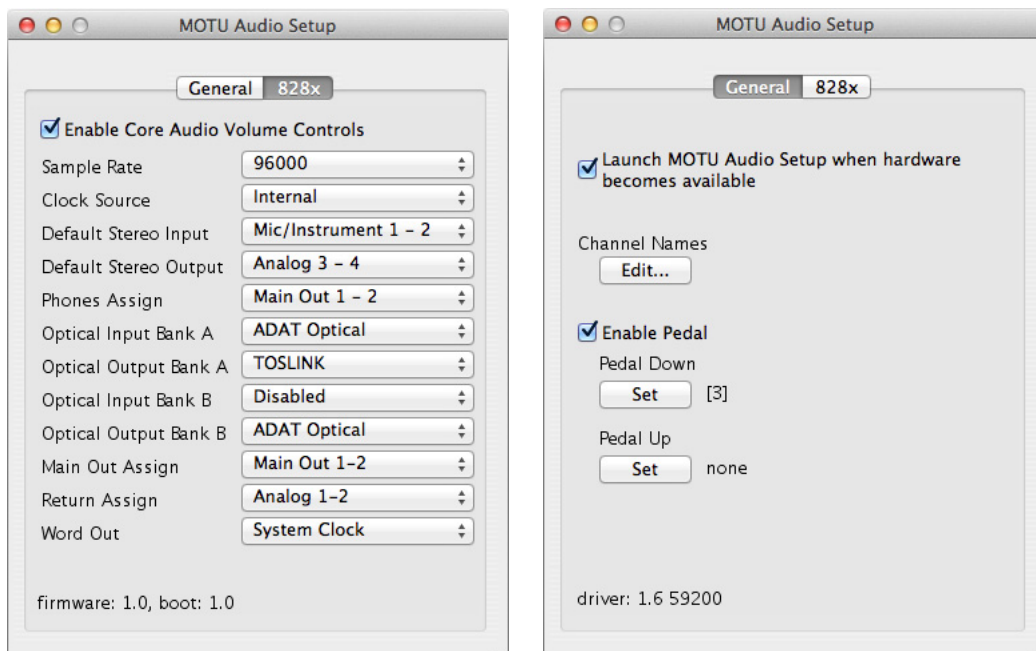 MOTU Audio Setup
General 828x
Enable Core Audio Volume Controls
Sample Rate 96000
Clock Source Internal
Default Stereo Input Mic/Instrument 1 – 2
Default Stereo Output Analog 3 – 4
Phones Assign Main Out 1 – 2
Optical Input Bank A ADAT Optical
Optical Output Bank A TOSLINK
Optical Input Bank B Disabled
Optical Output Bank B ADAT Optical
Main Out Assign Main Out 1-2
Return Assign Analog 1-2
Word Out System Clock
firmware: 1.0, boot: 1.0
MOTU Audio Setup
General 828x
Launch MOTU Audio Setup when hardware
becomes available
Channel Names
Edit...
Enable Pedal
Pedal Down
Set [3]
Pedal Up
Set none
driver: 1.6 59200